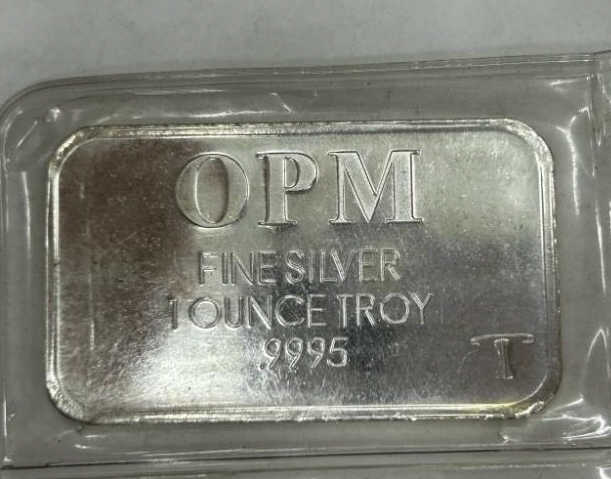 OPM
FINE SILVER
1 OUNCE TROY
.9995
T